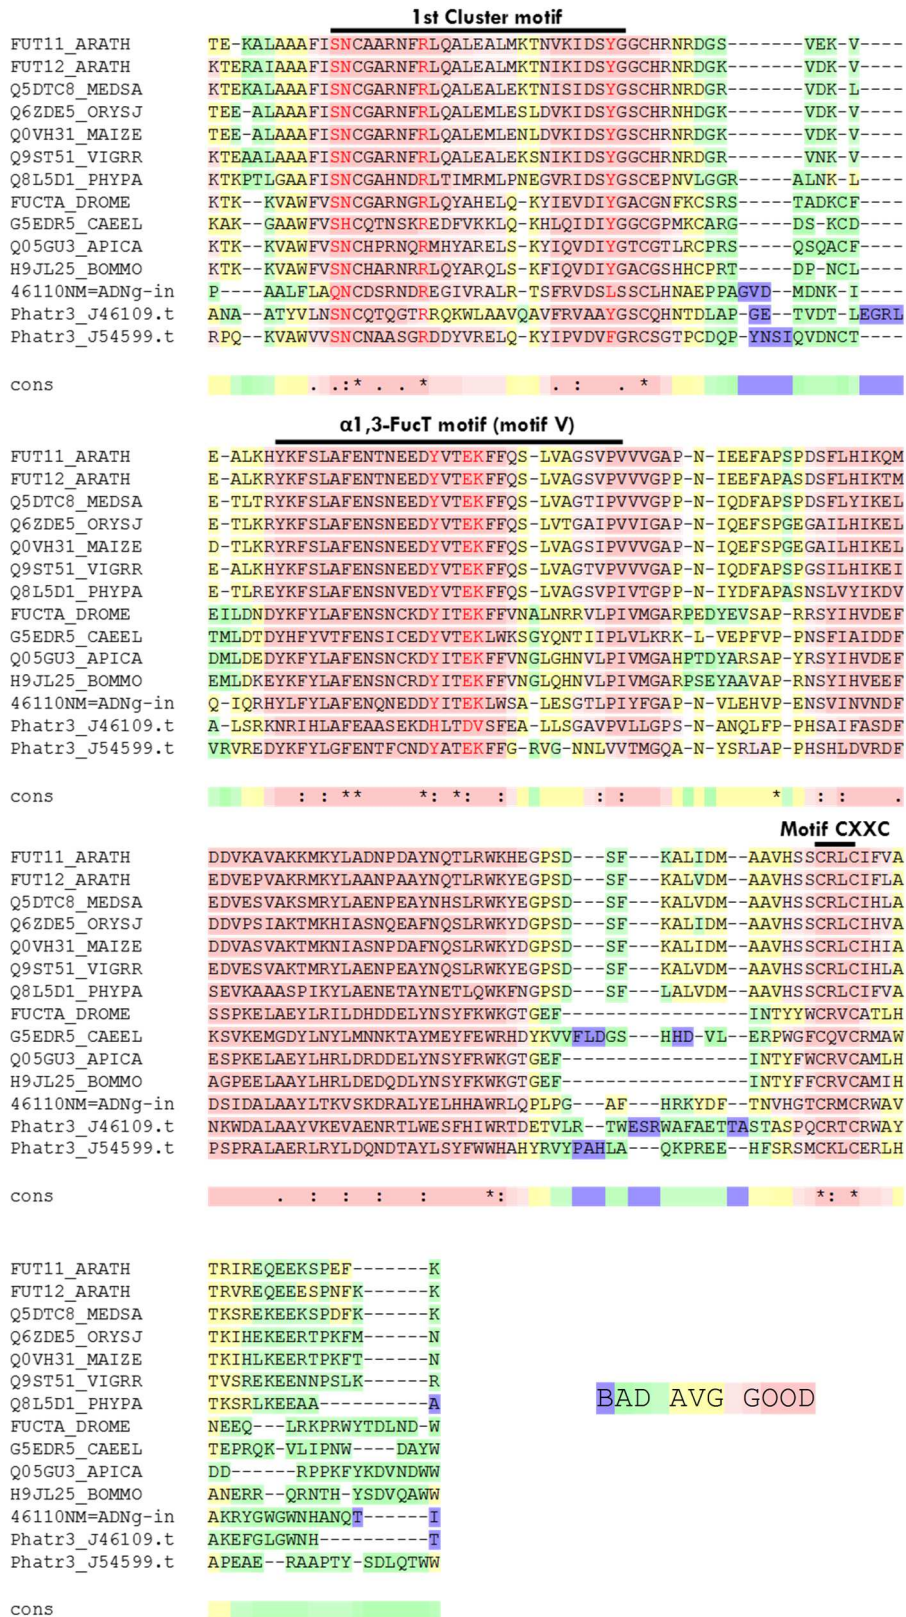 1st Cluster motif
FUT11_ARATH TE-KALAAAFISNCAARNFRLQALEALMKTNVKIDSYGGCHRNRDGS-------VEK-V----
FUT12_ARATH KTERAIAAAFISNCGARNFRLQALEALMKTNIKIDSYGGCHRNRDGK-------VDK-V----
Q5DTC8_MEDSA KTEKALAAAFISNCGARNFRLQALEALEKTNISIDSYGSCHRNRDGR-------VDK-L----
Q6ZDE5_ORYSJ TEE-ALAAAFISNCGARNFRLQALEMLESLDVKIDSYGSCHRNHDGK-------VDK-V----
Q0VH31_MAIZE TEE-ALAAAFISNCGARNFRLQALEMLENLDVKIDSYGSCHRNHDGK-------VDK-V----
Q9ST51_VIGRR KTEAALAAAFISNCGARNFRLQALEALEKSNIKIDSYGGCHRNRDGR-------VNK-V----
Q8L5D1_PHYPA KTKPTLGAAFISNCGAHNDRLTIMRMLPNEGVRIDSYGSCEPNVLGGR-----ALNK-L----
FUCTA_DROME KTK--KVAWFVSNCGARNGRLQYAHELQ-KYIEVDIYGACGNFKCSRS-----TADKCF----
G5EDR5_CAEEL KAK--GAAWFVSHCQTNSKREDFVKKLQ-KHLQIDIYGGCGPMKCARG-----DS-KCD----
Q05GU3_APICA KTK--KVAWFVSNCHPRNQRMHYARELS-KYIQVDIYGTCGTLRCPRS-----QSQACF----
H9JL25_BOMMO KTK--KVAWFVSNCHARNRRLQYARQLS-KFIQVDIYGACGSHHCPRT-----DP-NCL----
46110NM=ADNg-in P----AALFLAQNCDSRNDREGIVRALR-TSFRVDSLSSCLHNAEPPAGVD--MDNK-I----
Phatr3_J46109.t ANA--ATYVLNSNCQTQGTRRQKWLAAVQAVFRVAAYGSCQHNTDLAP-GE--TVDT-LEGRL
Phatr3_J54599.t RPQ--KVAWVVSNCNAASGRDDYVRELQ-KYIPVDVFGRCSGTPCDQP-YNSIQVDNCT----
cons . .:* . . * . : . *
α1,3-FucT motif (motif V)
FUT11_ARATH E-ALKHYKFSLAFENTNEEDYVTEKFFQS-LVAGSVPVVVGAP-N-IEEFAPSPDSFLHIKQM
FUT12_ARATH E-ALKRYKFSLAFENTNEEDYVTEKFFQS-LVAGSVPVVVGPP-N-IEEFAPASDSFLHIKTM
Q5DTC8_MEDSA E-TLTRYKFSLAFENSNEEDYVTEKFFQS-LVAGTIPVVVGPP-N-IQDFAPSPDSFLYIKEL
Q6ZDE5_ORYSJ E-TLKRYKFSLAFENSNEEDYVTEKFFQS-LVTGAIPVVIGAP-N-IQEFSPGEGAILHIKEL
Q0VH31_MAIZE D-TLKRYRFSLAFENSNEEDYVTEKFFQS-LVAGSIPVVVGAP-N-IQEFSPGEGAILHIKEL
Q9ST51_VIGRR E-ALKHYKFSLAFENSNEEDYVTEKFFQS-LVAGTVPVVVGAP-N-IQDFAPSPGSILHIKEI
Q8L5D1_PHYPA E-TLREYKFSLAFENSNVEDYVTEKFFQS-LVAGSVPIVTGPP-N-IYDFAPASNSLVYIKDV
FUCTA_DROME EILDNDYKFYLAFENSNCKDYITEKFFVNALNRRVLPIVMGARPEDYEVSAP-RRSYIHVDEF
G5EDR5_CAEEL TMLDTDYHFYVTFENSICEDYVTEKLWKSGYQNTIIPLVLKRK-L-VEPFVP-PNSFIAIDDF
Q05GU3_APICA DMLDEDYKFYLAFENSNCKDYITEKFFVNGLGHNVLPIVMGAHPTDYARSAP-YRSYIHVDEF
H9JL25_BOMMO EMLDKEYKFYLAFENSNCRDYITEKFFVNGLQHNVLPIVMGARPSEYAAVAP-RNSYIHVEEF
46110NM=ADNg-in Q-IQRHYLFYLAFENQNEDDYITEKLWSA-LESGTLPIYFGAP-NVLEHVP-ENSVINVNDF
Phatr3_J46109.t A-LSRKNRIHLAFEAASEKDHLTDVSFEA-LLSGAVPVLLGPS-NANQLFP-PHSAIFASDF
Phatr3_J54599.t VRVREDYKFYLGFENTFCNDYATEKFFG-RVG-NNLVVTMGQA-N-YSRLAP-PHSHLDVRDF
cons : : ** *: *: : : : * : : .
Motif CXXC
FUT11_ARATH DDVKAVAKKMKYLADNPDAYNQTLRWKHEGPSD---SF---KALIDM--AAVHSSCRLCIFVA
FUT12_ARATH EDVEPVAKRMKYLAANPAAYNQTLRWKYEGPSD---SF---KALVDM--AAVHSSCRLCIFLA
Q5DTC8_MEDSA EDVESVAKSMRYLAENPEAYNHSLRWKYEGPSD---SF---KALVDM--AAVHSSCRLCIHLA
Q6ZDE5_ORYSJ DDVPSIAKTMKHIASNQEAFNQSLRWKYDGPSD---SF---KALIDM--AAVHSSCRLCIHVA
Q0VH31_MAIZE DDVASVAKTMKNIASNPDAFNQSLRWKYDGPSD---SF---KALIDM--AAVHSSCRLCIHIA
Q9ST51_VIGRR EDVESVAKTMRYLAENPEAYNQSLRWKYEGPSD---SF---KALVDM--AAVHSSCRLCIHLA
Q8L5D1_PHYPA SEVKAAASPIKYLAENETAYNETLQWKFNGPSD---SF---LALVDM--AAVHSSCRLCIFVA
FUCTA_DROME SSPKELAEYLRILDHDDELYNSYFKWKGTGEF-----------------INTYYWCRVCATLH
G5EDR5_CAEEL KSVKEMGDYLNYLMNNKTAYMEYFEWRHDYKVVFLDGS---HHD-VL--ERPWGFCQVCRMAW
Q05GU3_APICA ESPKELAEYLHLRDRDDELYNSYFRWKGTGEF-----------------INTYFWCRVCAMLH
H9JL25_BOMMO AGPEELAAYLHRLDEDQDLYNSYFKWKGTGEF-----------------INTYFFCRVCAMIH
46110NM=ADNg-in DSIDALAAYLTKVSKDRALYELHHAWRLQPLPG---AF---HRKYDF--TNVHGTCRMCRWAV
Phatr3_J46109.t NKWDALAAYVKEVAENRTLWESFHIWRTDETVLR--TWESRWAFAETTASTASPQCRTCRWAY
Phatr3_J54599.t PSPRALAERLRYLDQNDTAYLSYFWWHAHYRVYPAHLA---QKPREE--HFSRSMCKLCERLH
cons . : : : : *: *: *
FUT11_ARATH TRIREQEEKSPEF-------K
FUT12_ARATH TRVREQEEESPNFK------K
Q5DTC8_MEDSA TKSREKEEKSPDFK------K
Q6ZDE5_ORYSJ TKIHEKEERTPKFM------N
Q0VH31_MAIZE TKIHLKEERTPKFT------N
Q9ST51_VIGRR TVSREKEENNPSLK------R
Q8L5D1_PHYPA TKSRLKEEAA----------A
FUCTA_DROME NEEQ---LRKPRWYTDLND-W
G5EDR5_CAEEL TEPRQK-VLIPNW----DAYW
Q05GU3_APICA DD------RPPKFYKDVNDWW
H9JL25_BOMMO ANERR--QRNTH-YSDVQAWW
46110NM=ADNg-in AKRYGWGWNHANQT------I
Phatr3_J46109.t AKEFGLGWNH----------T
Phatr3_J54599.t APEAE--RAAPTY-SDLQTWW
cons
BAD AVG GOOD